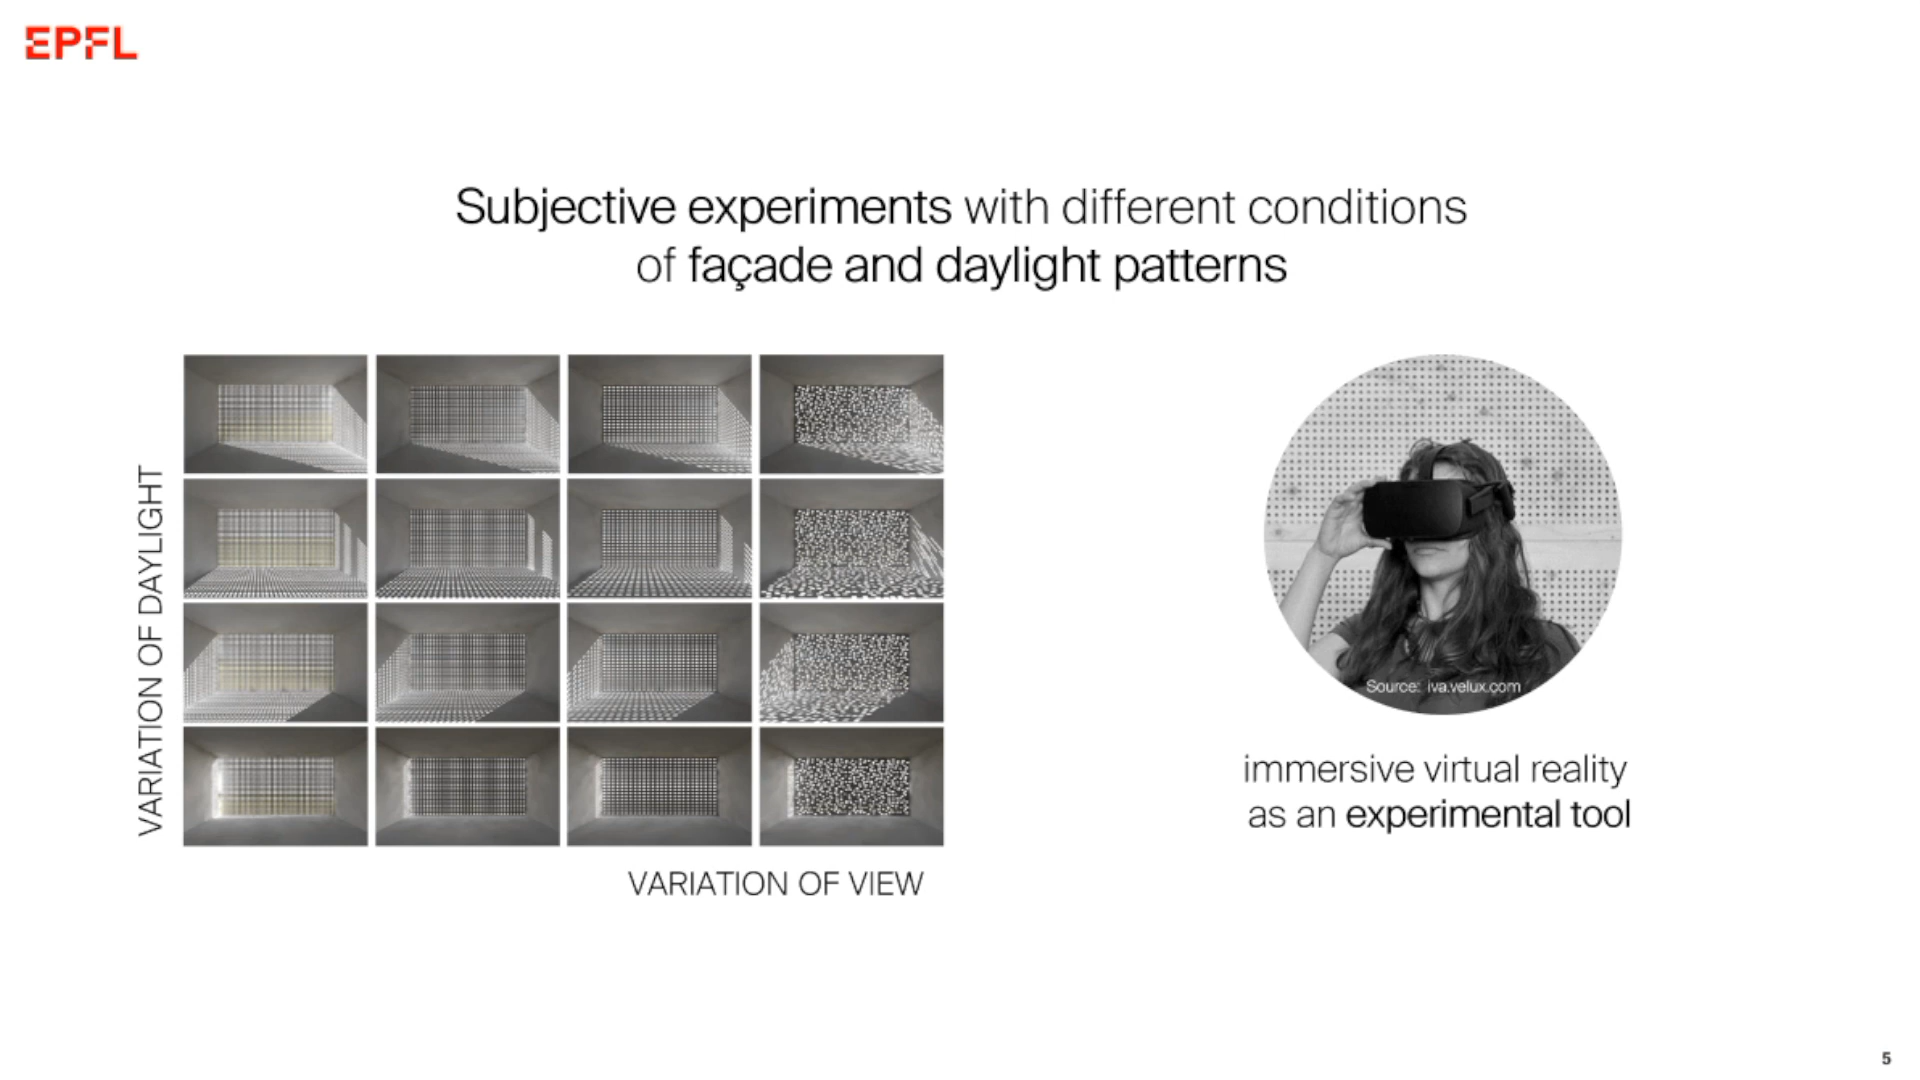 EPFL
Subjective experiments with different conditions
of façade and daylight patterns
VARIATION OF DAYLIGHT
VARIATION OF VIEW
Source: iva.velux.com
immersive virtual reality
as an experimental tool
5